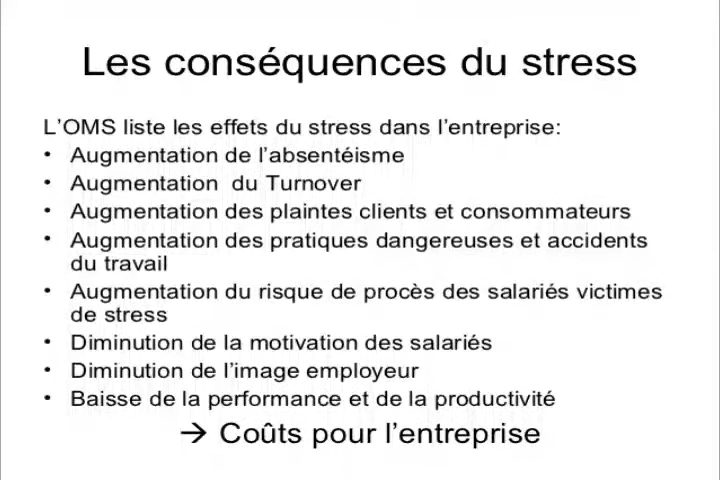 Les conséquences du stress
L'OMS liste les effets du stress dans l'entreprise:
• Augmentation de l'absentéisme
• Augmentation du Turnover
• Augmentation des plaintes clients et consommateurs
• Augmentation des pratiques dangereuses et accidents
du travail
• Augmentation du risque de procès des salariés victimes
de stress
• Diminution de la motivation des salariés
• Diminution de l'image employeur
• Baisse de la performance et de la productivité
→ Coûts pour l'entreprise